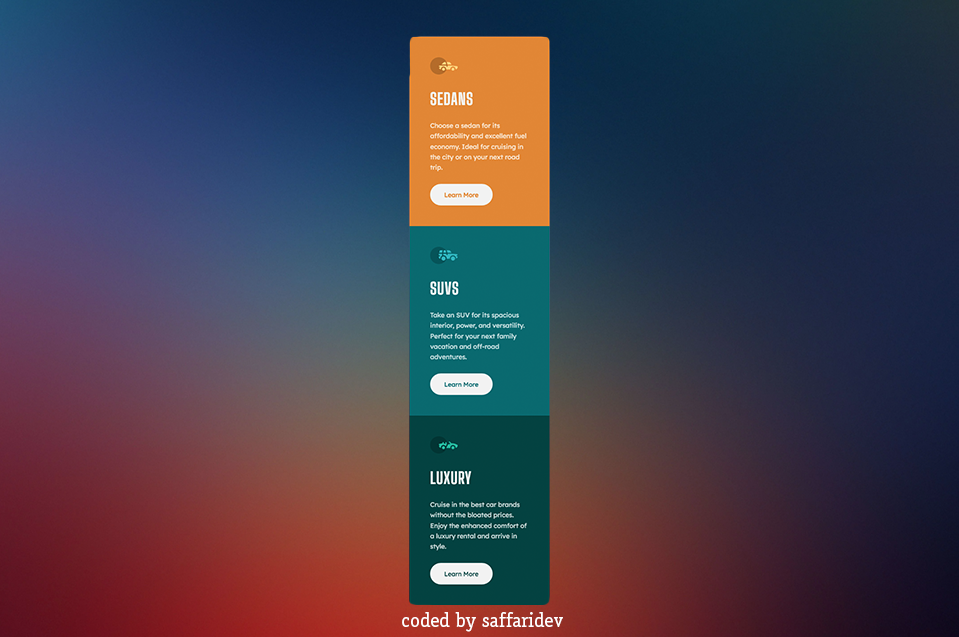 SEDANS
Choose a sedan for its
affordability and excellent fuel
economy. Ideal for cruising in
the city or on your next road
trip.
Learn More
SUVS
Take an SUV for its spacious
interior, power, and versatility.
Perfect for your next family
vacation and off-road
adventures.
Learn More
LUXURY
Cruise in the best car brands
without the bloated prices.
Enjoy the enhanced comfort of
a luxury rental and arrive in
style.
Learn More
coded by saffaridev